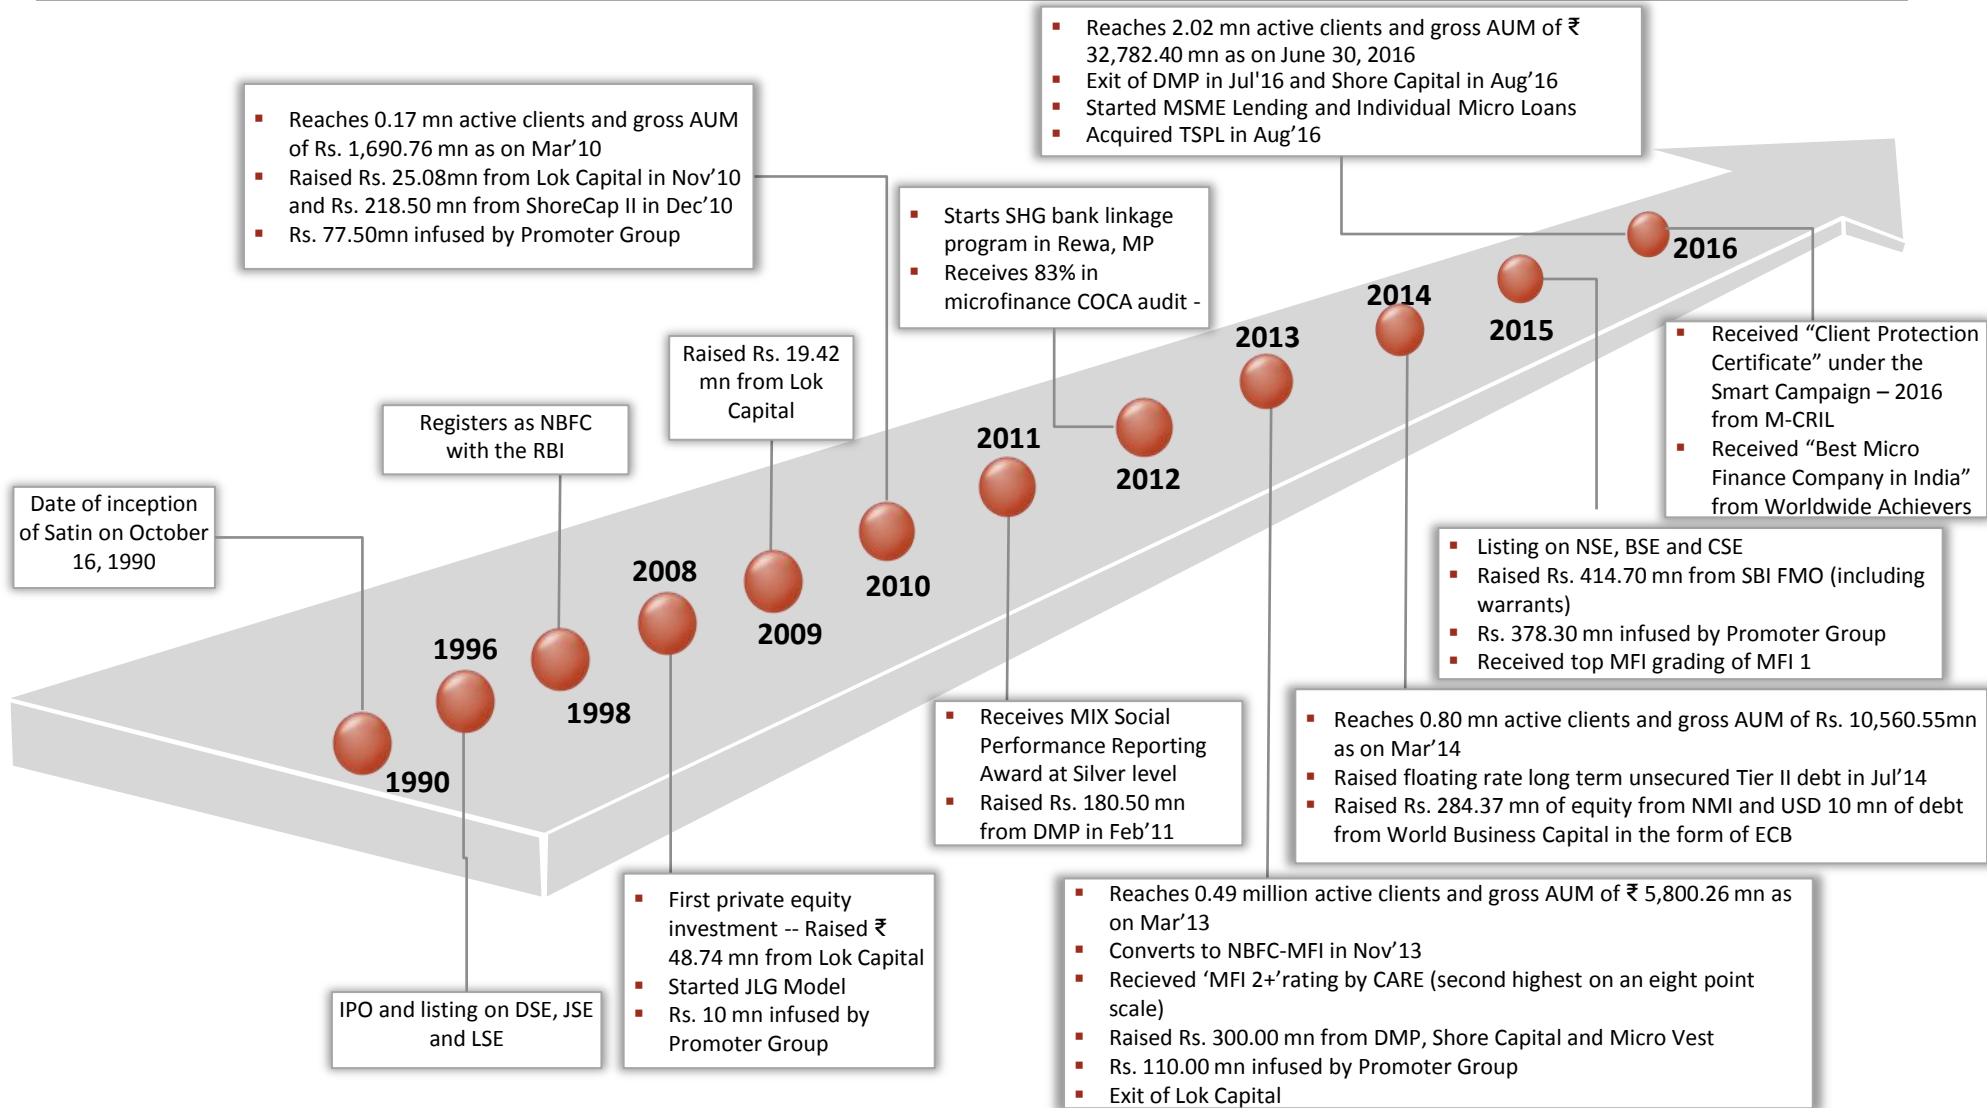 Date of inception
of Satin on October
16, 1990
1990
1996
IPO and listing on DSE, JSE
and LSE
Registers as NBFC
with the RBI
1998
2008
▪ First private equity
investment -- Raised ₹
48.74 mn from Lok Capital
▪ Started JLG Model
▪ Rs. 10 mn infused by
Promoter Group
Raised Rs. 19.42
mn from Lok
Capital
2009
▪ Reaches 0.17 mn active clients and gross AUM
of Rs. 1,690.76 mn as on Mar’10
▪ Raised Rs. 25.08mn from Lok Capital in Nov’10
and Rs. 218.50 mn from ShoreCap II in Dec’10
▪ Rs. 77.50mn infused by Promoter Group
2010
2011
▪ Receives MIX Social
Performance Reporting
Award at Silver level
▪ Raised Rs. 180.50 mn
from DMP in Feb’11
▪ Starts SHG bank linkage
program in Rewa, MP
▪ Receives 83% in
microfinance COCA audit -
2012
2013
▪ Reaches 0.49 million active clients and gross AUM of ₹ 5,800.26 mn as
on Mar’13
▪ Converts to NBFC-MFI in Nov’13
▪ Recieved ‘MFI 2+’rating by CARE (second highest on an eight point
scale)
▪ Raised Rs. 300.00 mn from DMP, Shore Capital and Micro Vest
▪ Rs. 110.00 mn infused by Promoter Group
▪ Exit of Lok Capital
2014
▪ Reaches 0.80 mn active clients and gross AUM of Rs. 10,560.55mn
as on Mar’14
▪ Raised floating rate long term unsecured Tier II debt in Jul’14
▪ Raised Rs. 284.37 mn of equity from NMI and USD 10 mn of debt
from World Business Capital in the form of ECB
2015
▪ Listing on NSE, BSE and CSE
▪ Raised Rs. 414.70 mn from SBI FMO (including
warrants)
▪ Rs. 378.30 mn infused by Promoter Group
▪ Received top MFI grading of MFI 1
▪ Reaches 2.02 mn active clients and gross AUM of ₹
32,782.40 mn as on June 30, 2016
▪ Exit of DMP in Jul'16 and Shore Capital in Aug’16
▪ Started MSME Lending and Individual Micro Loans
▪ Acquired TSPL in Aug’16
2016
▪ Received “Client Protection
Certificate” under the
Smart Campaign – 2016
from M-CRIL
▪ Received “Best Micro
Finance Company in India”
from Worldwide Achievers